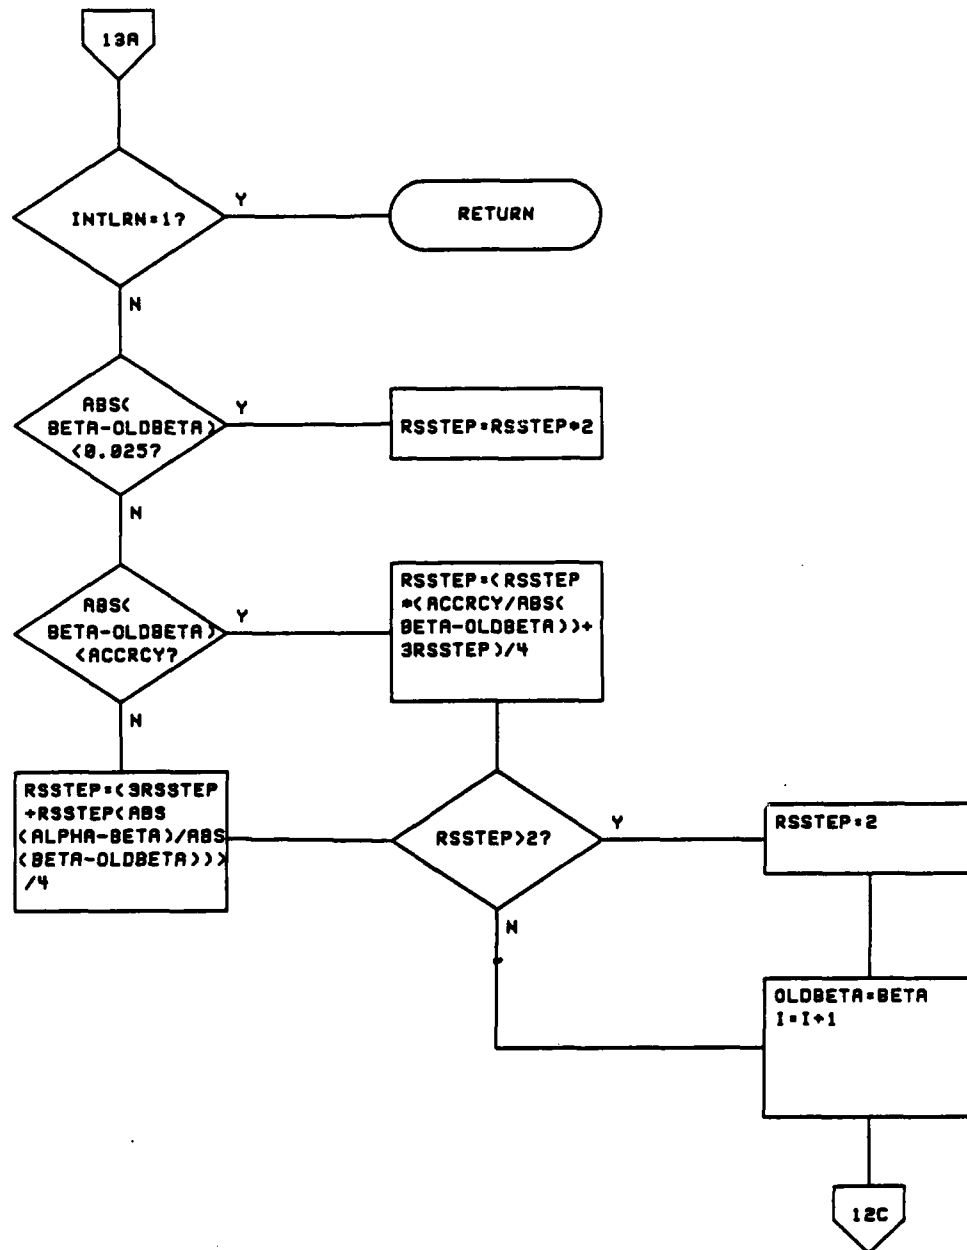 13A
INTLRN=1?
Y
RETURN
N
ABS(
BETA-OLDBETA)
<0.025?
Y
RSSTEP=RSSTEP*2
N
ABS(
BETA-OLDBETA)
<ACCRCY?
Y
RSSTEP=(RSSTEP
*(ACCRCY/ABS(
BETA-OLDBETA))+
3RSSTEP)/4
N
RSSTEP=(3RSSTEP
+RSSTEP(ABS
(ALPHA-BETA)/ABS
(BETA-OLDBETA)))
/4
RSSTEP>2?
Y
RSSTEP=2
N
OLDBETA=BETA
I=I+1
12C